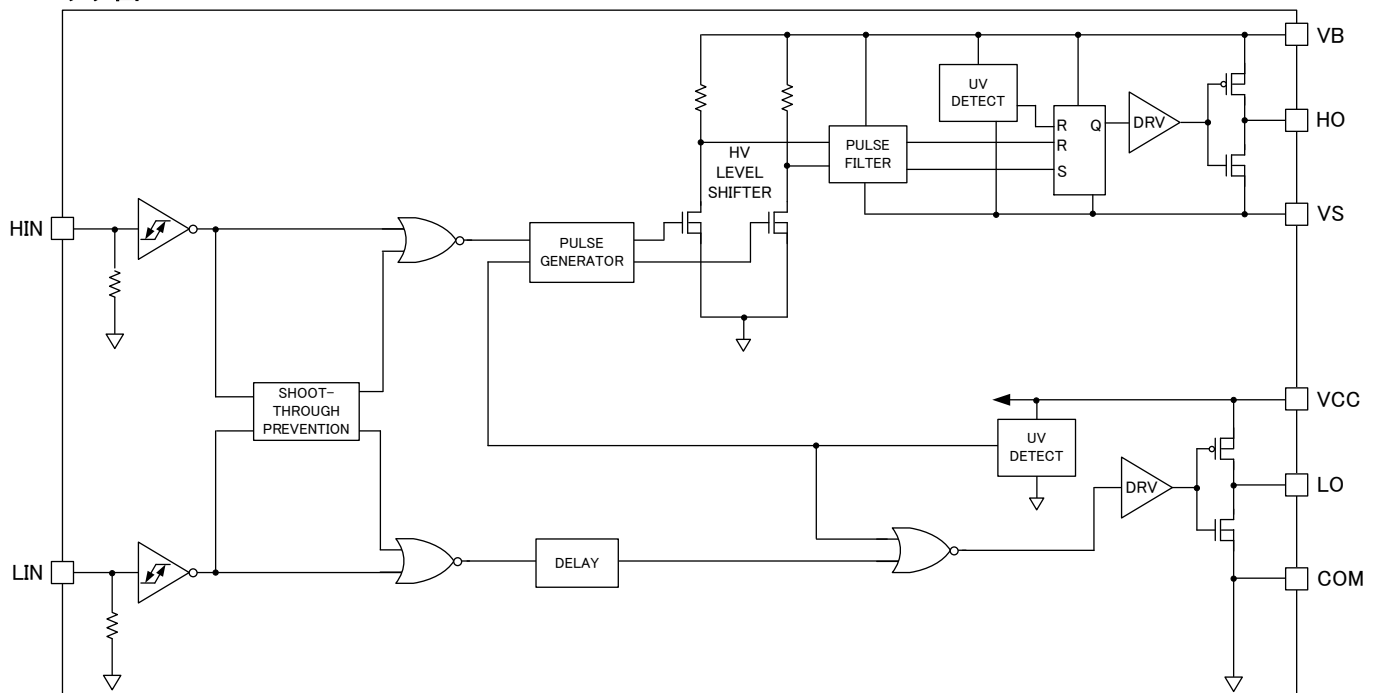 VB
UV
DETECT
R
Q
DRV
HO
PULSE
FILTER
R
S
HV
LEVEL
SHIFTER
VS
HIN
PULSE
GENERATOR
SHOOT-
THROUGH
PREVENTION
VCC
UV
DETECT
DRV
LO
LIN
DELAY
COM